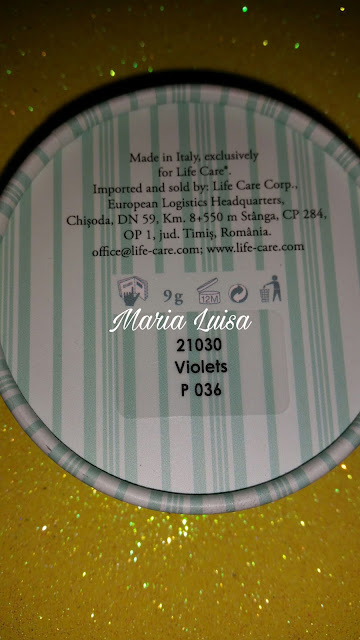 Made in Italy, exclusively
for Life Care®.
Imported and sold by: Life Care Corp.,
European Logistics Headquarters,
Chișoda, DN 59, Km. 8+550 m Stânga, CP 284,
OP 1, jud. Timiș, România.
office@life-care.com; www.life-care.com
9g
12M
Maria Luisa
21030
Violets
P 036